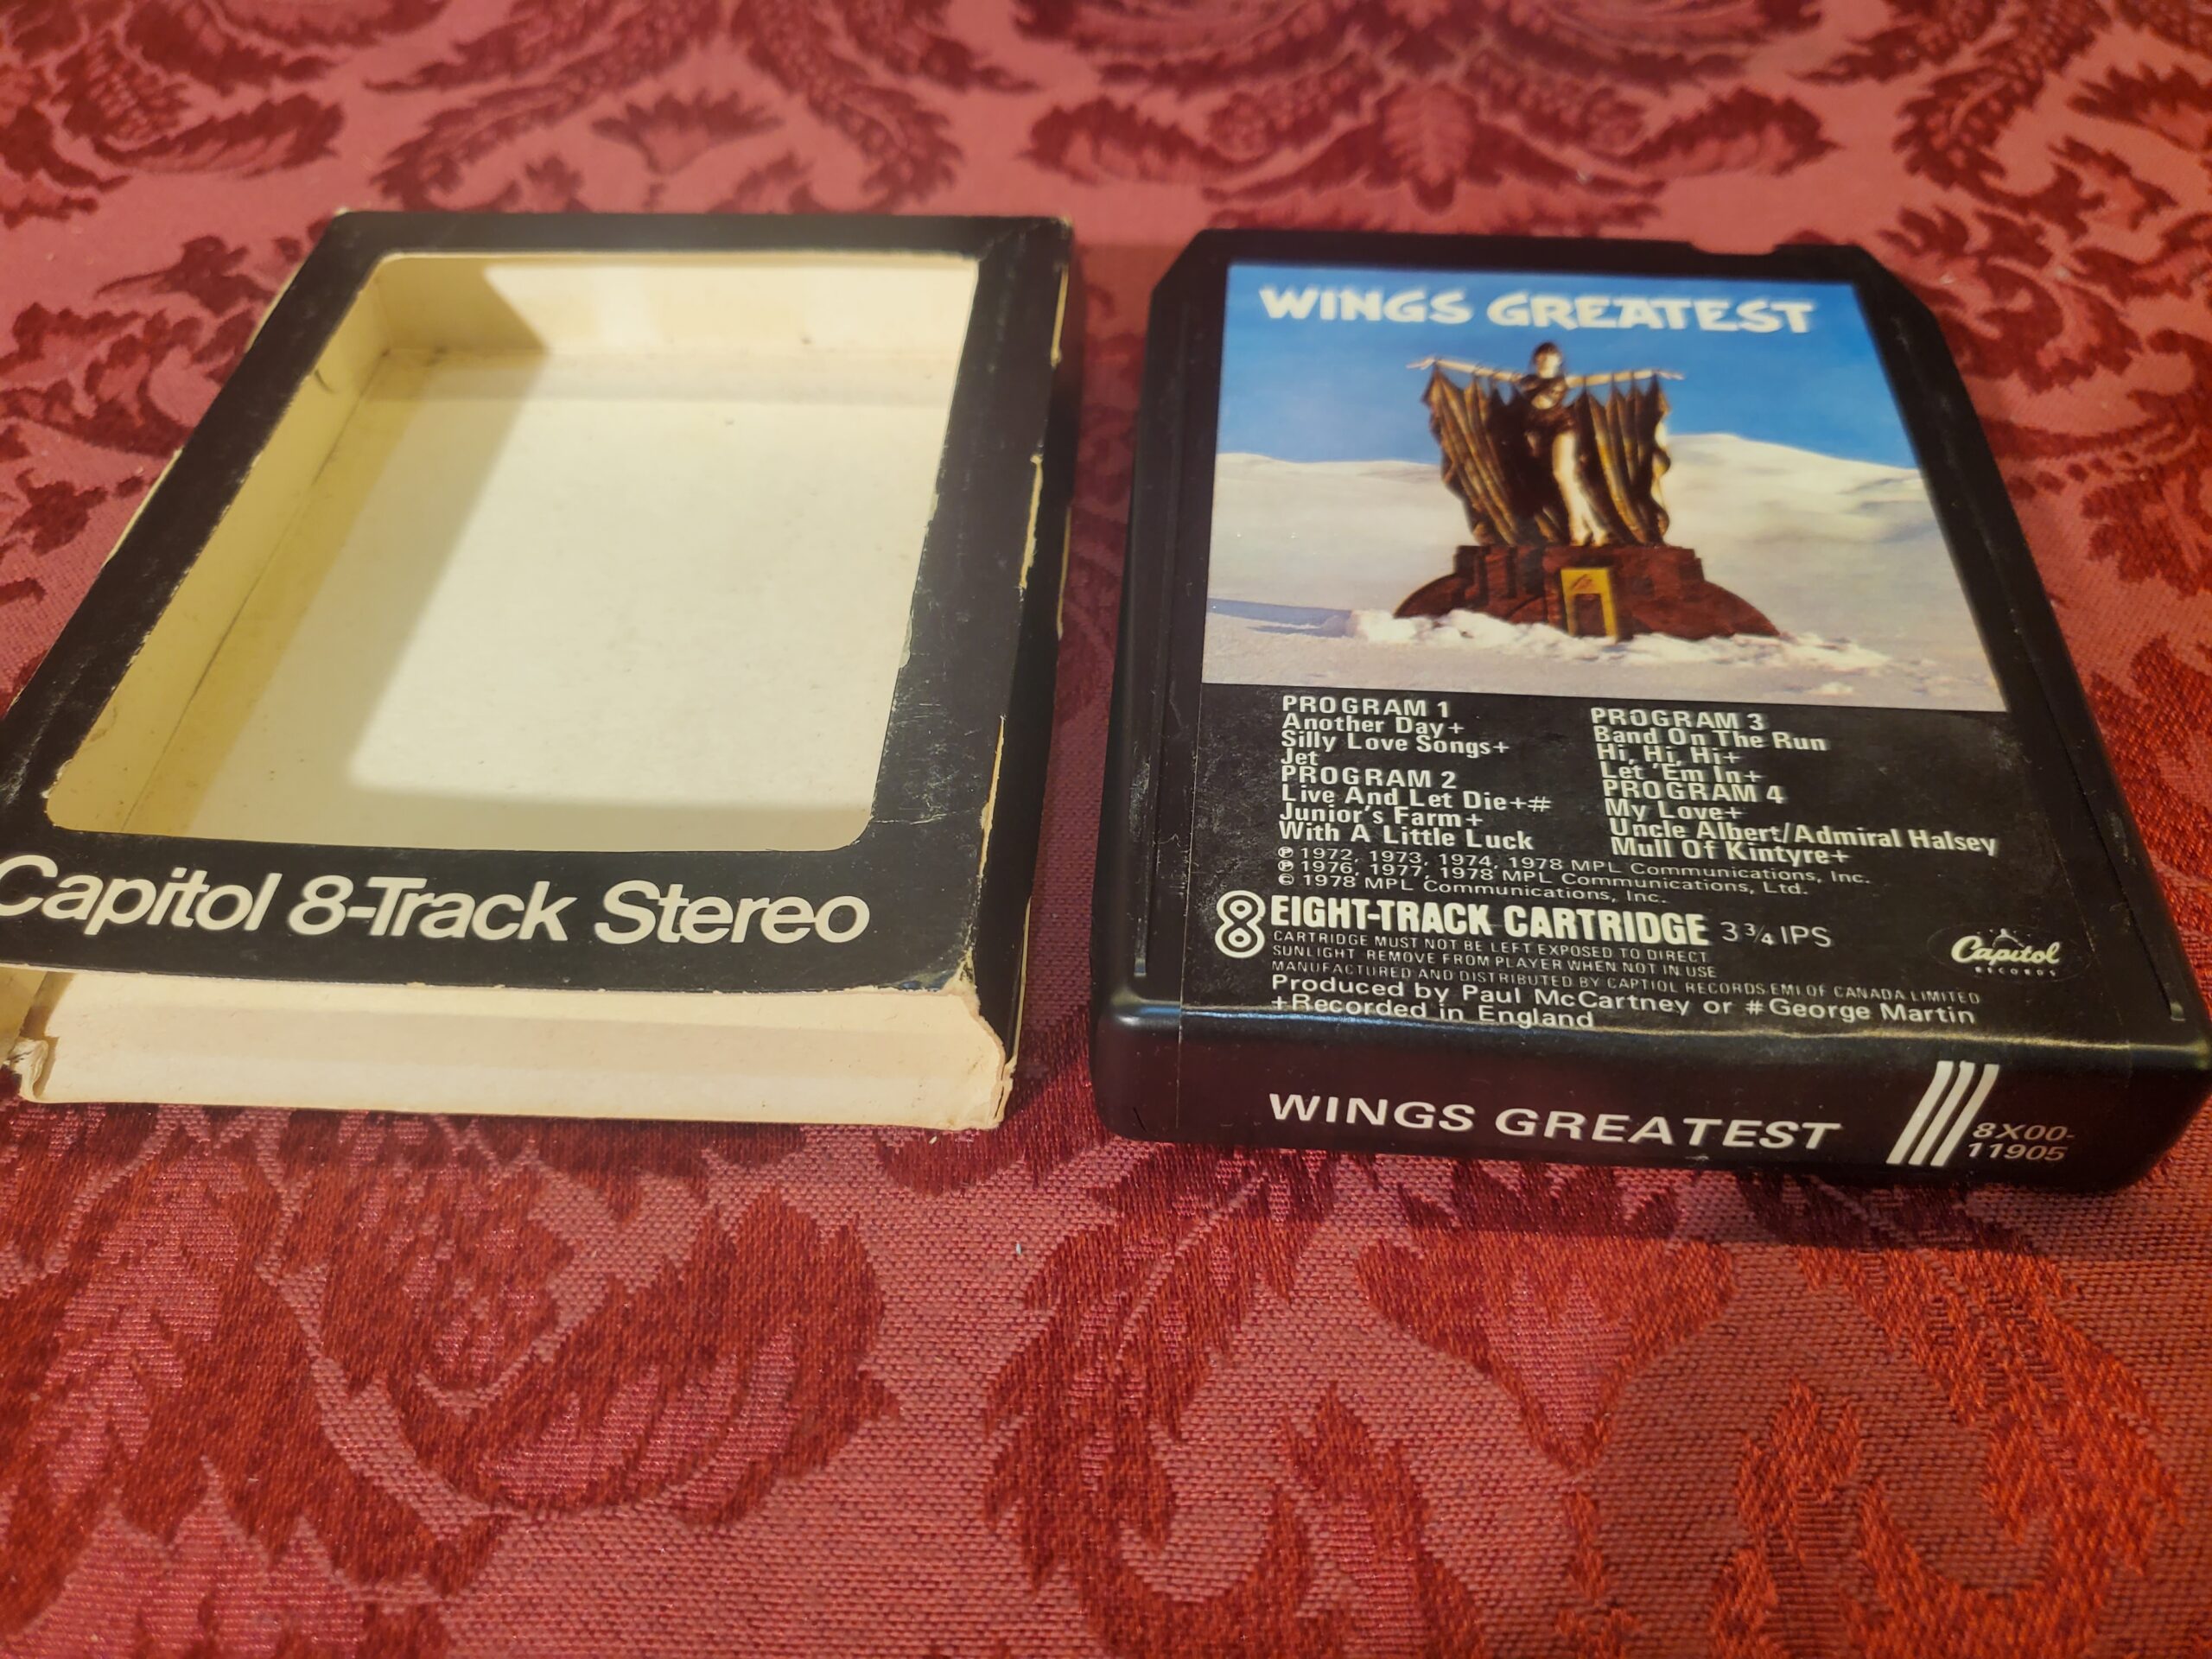 Capitol 8-Track Stereo
WINGS GREATEST
PROGRAM 1
Another Day+
Silly Love Songs+
Jet
PROGRAM 2
Live And Let Die+#
Junior's Farm+
With A Little Luck
PROGRAM 3
Band On The Run
Hi, Hi, Hi+
Let 'Em In+
PROGRAM 4
My Love+
Uncle Albert/Admiral Halsey
Mull Of Kintyre+
℗ 1972, 1973, 1974, 1978 MPL Communications, Inc.
℗ 1976, 1977, 1978 MPL Communications, Ltd.
© 1978 MPL Communications, Inc.
8 EIGHT-TRACK CARTRIDGE 3 ¾ IPS
CARTRIDGE MUST NOT BE LEFT EXPOSED TO DIRECT
SUNLIGHT REMOVE FROM PLAYER WHEN NOT IN USE
MANUFACTURED AND DISTRIBUTED BY CAPTIOL RECORDS-EMI OF CANADA LIMITED
Produced by Paul McCartney or #George Martin
+Recorded in England
Capitol
RECORDS
WINGS GREATEST
8X00-
11905